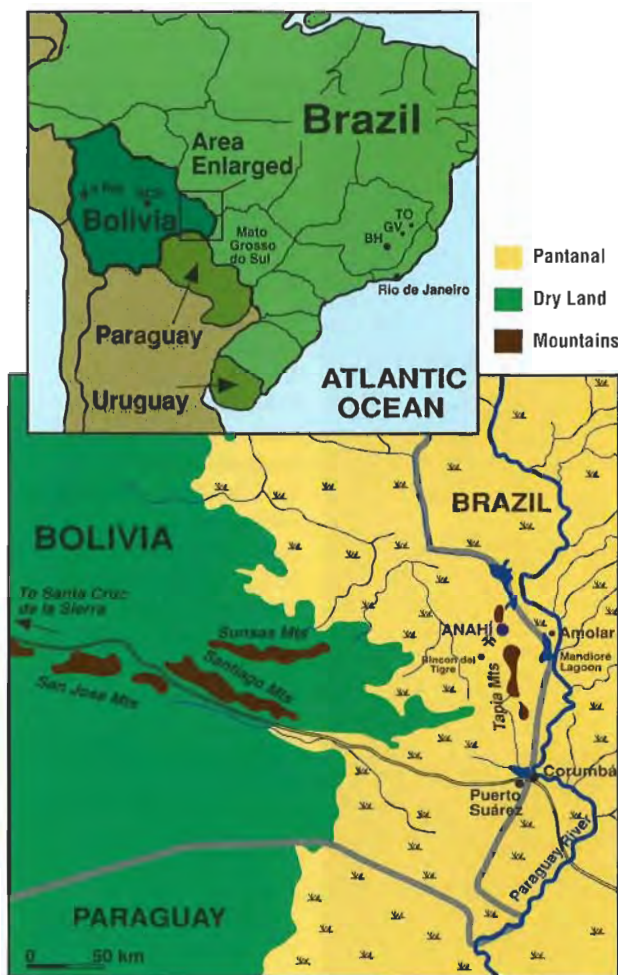 Brazil
Area
Enlarged
Bolivia
Mato
Grosso
do Sul
TO
GV
BH
Rio de Janeiro
Paraguay
Uruguay
ATLANTIC
OCEAN
Pantanal
Dry Land
Mountains
BRAZIL
BOLIVIA
To Santa Cruz
de la Sierra
Sunsas Mts
Santiago Mts
San Jose Mts
ANAHÍ
Rincon del
Tigre
Tapia Mts
Amolar
Mandioré
Lagoon
Corumbá
Puerto
Suárez
Paraguay River
PARAGUAY
0 50 km